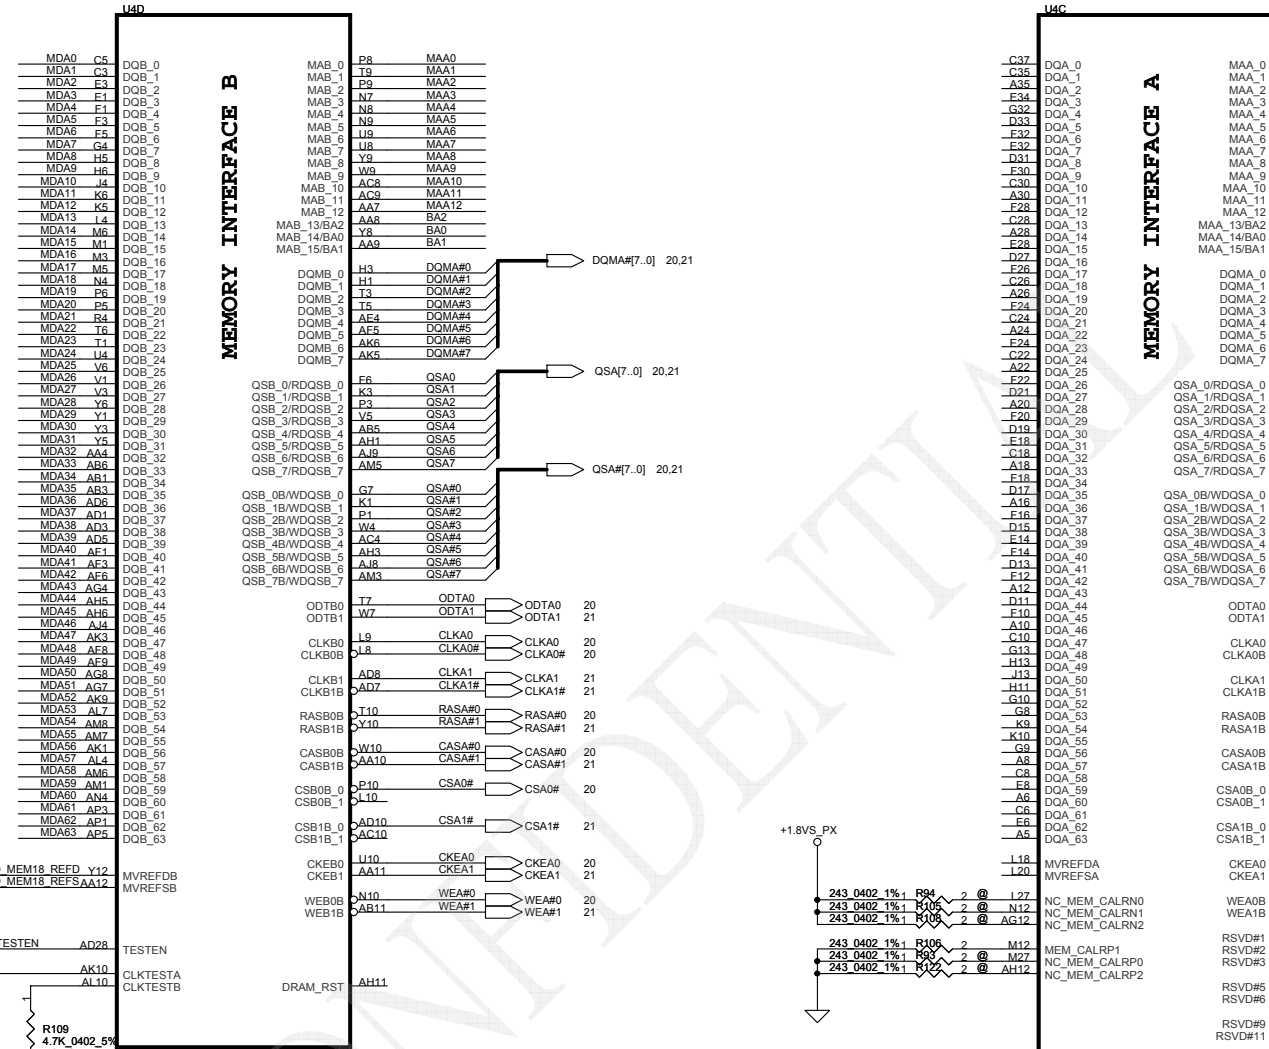 U4D
MEMORY INTERFACE B
MDA0 C5 DQB_0
MDA1 C3 DQB_1
MDA2 E3 DQB_2
MDA3 E1 DQB_3
MDA4 F1 DQB_4
MDA5 F3 DQB_5
MDA6 F5 DQB_6
MDA7 G4 DQB_7
MDA8 H5 DQB_8
MDA9 H6 DQB_9
MDA10 J4 DQB_10
MDA11 K6 DQB_11
MDA12 K5 DQB_12
MDA13 L4 DQB_13
MDA14 M6 DQB_14
MDA15 M1 DQB_15
MDA16 M3 DQB_16
MDA17 M5 DQB_17
MDA18 N4 DQB_18
MDA19 P6 DQB_19
MDA20 P5 DQB_20
MDA21 R4 DQB_21
MDA22 T6 DQB_22
MDA23 T1 DQB_23
MDA24 U4 DQB_24
MDA25 V6 DQB_25
MDA26 V1 DQB_26
MDA27 V3 DQB_27
MDA28 Y6 DQB_28
MDA29 Y1 DQB_29
MDA30 Y3 DQB_30
MDA31 Y5 DQB_31
MDA32 AA4 DQB_32
MDA33 AB6 DQB_33
MDA34 AB1 DQB_34
MDA35 AB3 DQB_35
MDA36 AD6 DQB_36
MDA37 AD1 DQB_37
MDA38 AD3 DQB_38
MDA39 AD5 DQB_39
MDA40 AF1 DQB_40
MDA41 AF3 DQB_41
MDA42 AF6 DQB_42
MDA43 AG4 DQB_43
MDA44 AH5 DQB_44
MDA45 AH6 DQB_45
MDA46 AJ4 DQB_46
MDA47 AK3 DQB_47
MDA48 AF8 DQB_48
MDA49 AF9 DQB_49
MDA50 AG8 DQB_50
MDA51 AG7 DQB_51
MDA52 AK9 DQB_52
MDA53 AL7 DQB_53
MDA54 AM8 DQB_54
MDA55 AM7 DQB_55
MDA56 AK1 DQB_56
MDA57 AL4 DQB_57
MDA58 AM6 DQB_58
MDA59 AM1 DQB_59
MDA60 AN4 DQB_60
MDA61 AP3 DQB_61
MDA62 AP1 DQB_62
MDA63 AP5 DQB_63
_MEM18_REFD Y12 MVREFDB
_MEM18_REFS AA12 MVREFSB
TESTEN AD28 TESTEN
AK10 CLKTESTA
AL10 CLKTESTB
1
R109
4.7K_0402_5%
MAB_0 P8 MAA0
MAB_1 T9 MAA1
MAB_2 P9 MAA2
MAB_3 N7 MAA3
MAB_4 N8 MAA4
MAB_5 N9 MAA5
MAB_6 U9 MAA6
MAB_7 U8 MAA7
MAB_8 Y9 MAA8
MAB_9 W9 MAA9
MAB_10 AC8 MAA10
MAB_11 AC9 MAA11
MAB_12 AA7 MAA12
MAB_13/BA2 AA8 BA2
MAB_14/BA0 Y8 BA0
MAB_15/BA1 AA9 BA1
DQMA#[7..0] 20,21
DQMB_0 H3 DQMA#0
DQMB_1 H1 DQMA#1
DQMB_2 T3 DQMA#2
DQMB_3 T5 DQMA#3
DQMB_4 AE4 DQMA#4
DQMB_5 AF5 DQMA#5
DQMB_6 AK6 DQMA#6
DQMB_7 AK5 DQMA#7
QSA[7..0] 20,21
QSB_0/RDQSB_0 F6 QSA0
QSB_1/RDQSB_1 K3 QSA1
QSB_2/RDQSB_2 P3 QSA2
QSB_3/RDQSB_3 V5 QSA3
QSB_4/RDQSB_4 AB5 QSA4
QSB_5/RDQSB_5 AH1 QSA5
QSB_6/RDQSB_6 AJ9 QSA6
QSB_7/RDQSB_7 AM5 QSA7
QSA#[7..0] 20,21
QSB_0B/WDQSB_0 G7 QSA#0
QSB_1B/WDQSB_1 K1 QSA#1
QSB_2B/WDQSB_2 P1 QSA#2
QSB_3B/WDQSB_3 W4 QSA#3
QSB_4B/WDQSB_4 AC4 QSA#4
QSB_5B/WDQSB_5 AH3 QSA#5
QSB_6B/WDQSB_6 AJ8 QSA#6
QSB_7B/WDQSB_7 AM3 QSA#7
ODTB0 T7 ODTA0 ODTA0 20
ODTB1 W7 ODTA1 ODTA1 21
CLKB0 L9 CLKA0 CLKA0 20
CLKB0B L8 CLKA0# CLKA0# 20
CLKB1 AD8 CLKA1 CLKA1 21
CLKB1B AD7 CLKA1# CLKA1# 21
RASB0B T10 RASA#0 RASA#0 20
RASB1B Y10 RASA#1 RASA#1 21
CASB0B W10 CASA#0 CASA#0 20
CASB1B AA10 CASA#1 CASA#1 21
CSB0B_0 P10 CSA0# CSA0# 20
CSB0B_1 L10
CSB1B_0 AD10 CSA1# CSA1# 21
CSB1B_1 AC10
CKEB0 U10 CKEA0 CKEA0 20
CKEB1 AA11 CKEA1 CKEA1 21
WEB0B N10 WEA#0 WEA#0 20
WEB1B AB11 WEA#1 WEA#1 21
DRAM_RST AH11
U4C
MEMORY INTERFACE A
C37 DQA_0
C35 DQA_1
A35 DQA_2
E34 DQA_3
G32 DQA_4
D33 DQA_5
F32 DQA_6
E32 DQA_7
D31 DQA_8
F30 DQA_9
C30 DQA_10
A30 DQA_11
F28 DQA_12
C28 DQA_13
A28 DQA_14
E28 DQA_15
D27 DQA_16
F26 DQA_17
C26 DQA_18
A26 DQA_19
F24 DQA_20
C24 DQA_21
A24 DQA_22
E24 DQA_23
C22 DQA_24
A22 DQA_25
F22 DQA_26
D21 DQA_27
A20 DQA_28
F20 DQA_29
D19 DQA_30
E18 DQA_31
C18 DQA_32
A18 DQA_33
F18 DQA_34
D17 DQA_35
A16 DQA_36
F16 DQA_37
D15 DQA_38
E14 DQA_39
F14 DQA_40
D13 DQA_41
F12 DQA_42
A12 DQA_43
D11 DQA_44
F10 DQA_45
A10 DQA_46
C10 DQA_47
G13 DQA_48
H13 DQA_49
J13 DQA_50
H11 DQA_51
G10 DQA_52
G8 DQA_53
K9 DQA_54
K10 DQA_55
G9 DQA_56
A8 DQA_57
C8 DQA_58
E8 DQA_59
A6 DQA_60
C6 DQA_61
E6 DQA_62
A5 DQA_63
L18 MVREFDA
L20 MVREFSA
+1.8VS_PX
243_0402_1% 1 R94 2 @ L27 NC_MEM_CALRN0
243_0402_1% 1 R105 2 @ N12 NC_MEM_CALRN1
243_0402_1% 1 R108 2 @ AG12 NC_MEM_CALRN2
243_0402_1% 1 R106 2 M12 MEM_CALRP1
243_0402_1% 1 R93 2 @ M27 NC_MEM_CALRP0
243_0402_1% 1 R122 2 @ AH12 NC_MEM_CALRP2
MAA_0
MAA_1
MAA_2
MAA_3
MAA_4
MAA_5
MAA_6
MAA_7
MAA_8
MAA_9
MAA_10
MAA_11
MAA_12
MAA_13/BA2
MAA_14/BA0
MAA_15/BA1
DQMA_0
DQMA_1
DQMA_2
DQMA_3
DQMA_4
DQMA_5
DQMA_6
DQMA_7
QSA_0/RDQSA_0
QSA_1/RDQSA_1
QSA_2/RDQSA_2
QSA_3/RDQSA_3
QSA_4/RDQSA_4
QSA_5/RDQSA_5
QSA_6/RDQSA_6
QSA_7/RDQSA_7
QSA_0B/WDQSA_0
QSA_1B/WDQSA_1
QSA_2B/WDQSA_2
QSA_3B/WDQSA_3
QSA_4B/WDQSA_4
QSA_5B/WDQSA_5
QSA_6B/WDQSA_6
QSA_7B/WDQSA_7
ODTA0
ODTA1
CLKA0
CLKA0B
CLKA1
CLKA1B
RASA0B
RASA1B
CASA0B
CASA1B
CSA0B_0
CSA0B_1
CSA1B_0
CSA1B_1
CKEA0
CKEA1
WEA0B
WEA1B
RSVD#1
RSVD#2
RSVD#3
RSVD#5
RSVD#6
RSVD#9
RSVD#11
ONFIDENTIAL